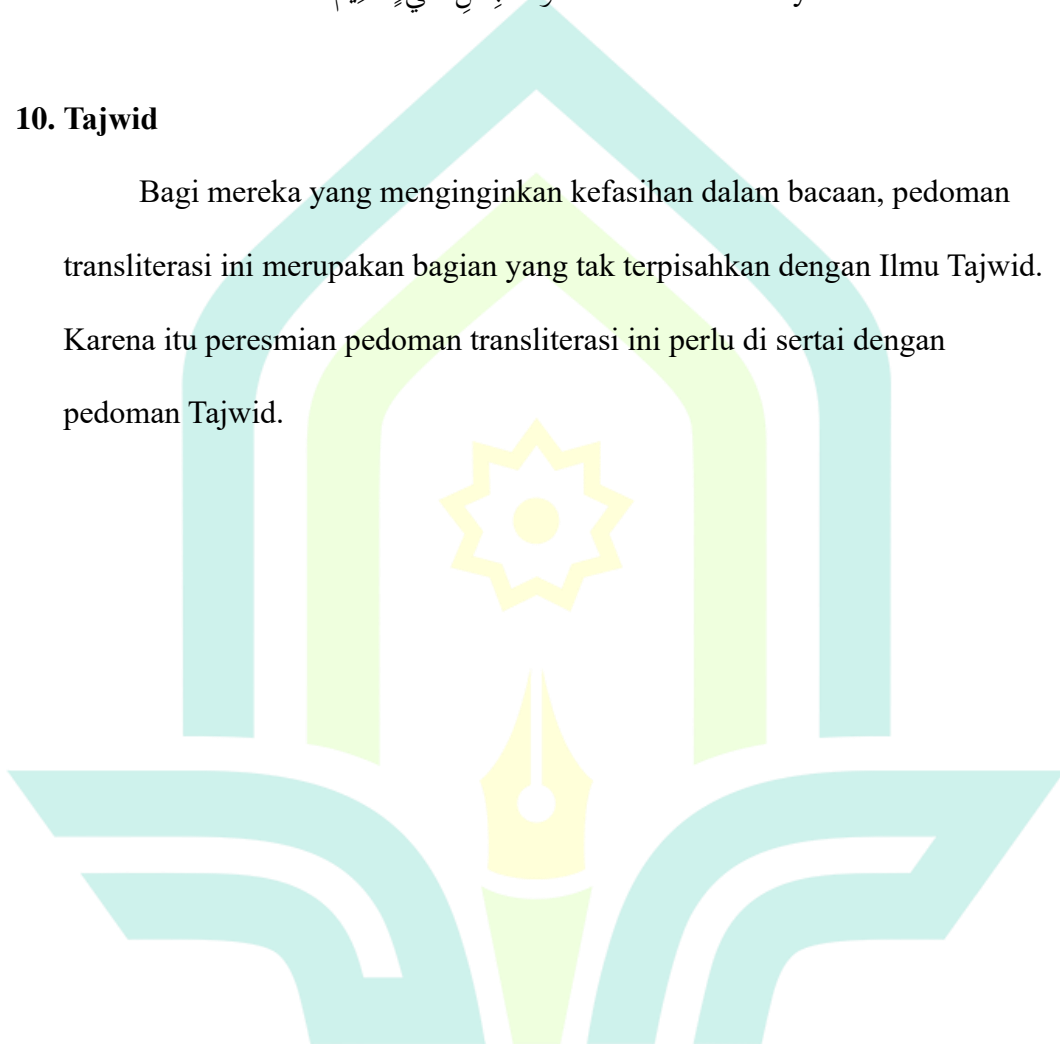 10. Tajwid
Bagi mereka yang menginginkan kefasihan dalam bacaan, pedoman
transliterasi ini merupakan bagian yang tak terpisahkan dengan Ilmu Tajwid.
Karena itu peresmian pedoman transliterasi ini perlu di sertai dengan
pedoman Tajwid.